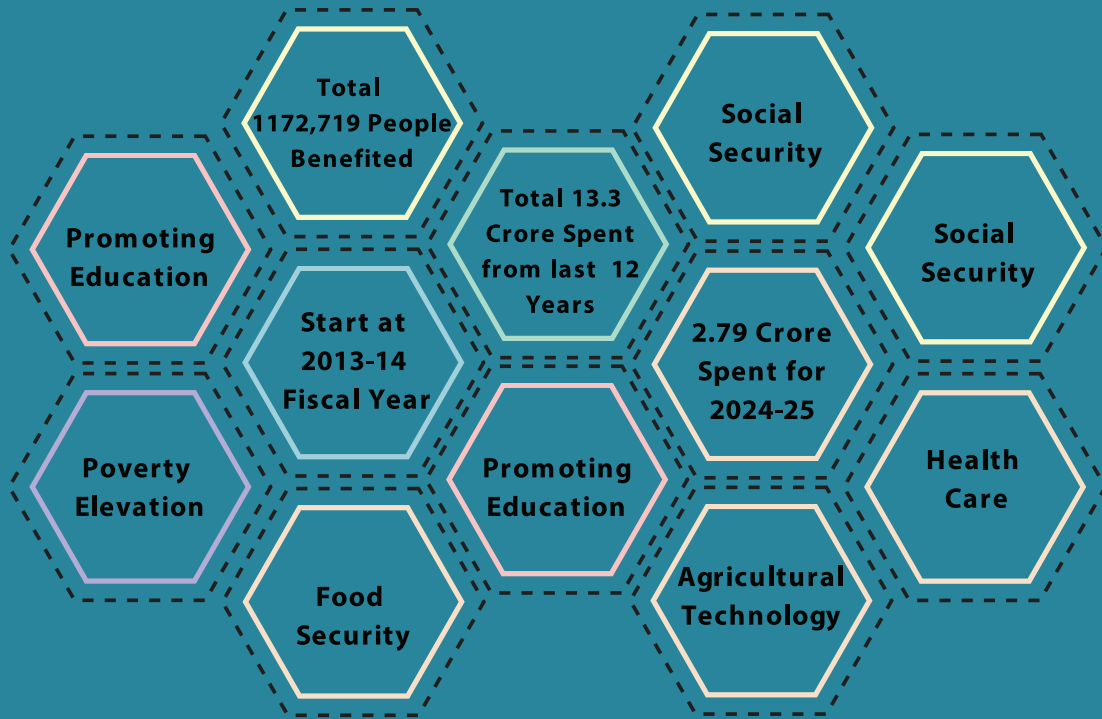 Total
1172,719 People
Benefited
Social
Security
Promoting
Education
Total 13.3
Crore Spent
from last 12
Years
Social
Security
Start at
2013-14
Fiscal Year
2.79 Crore
Spent for
2024-25
Poverty
Elevation
Promoting
Education
Health
Care
Food
Security
Agricultural
Technology